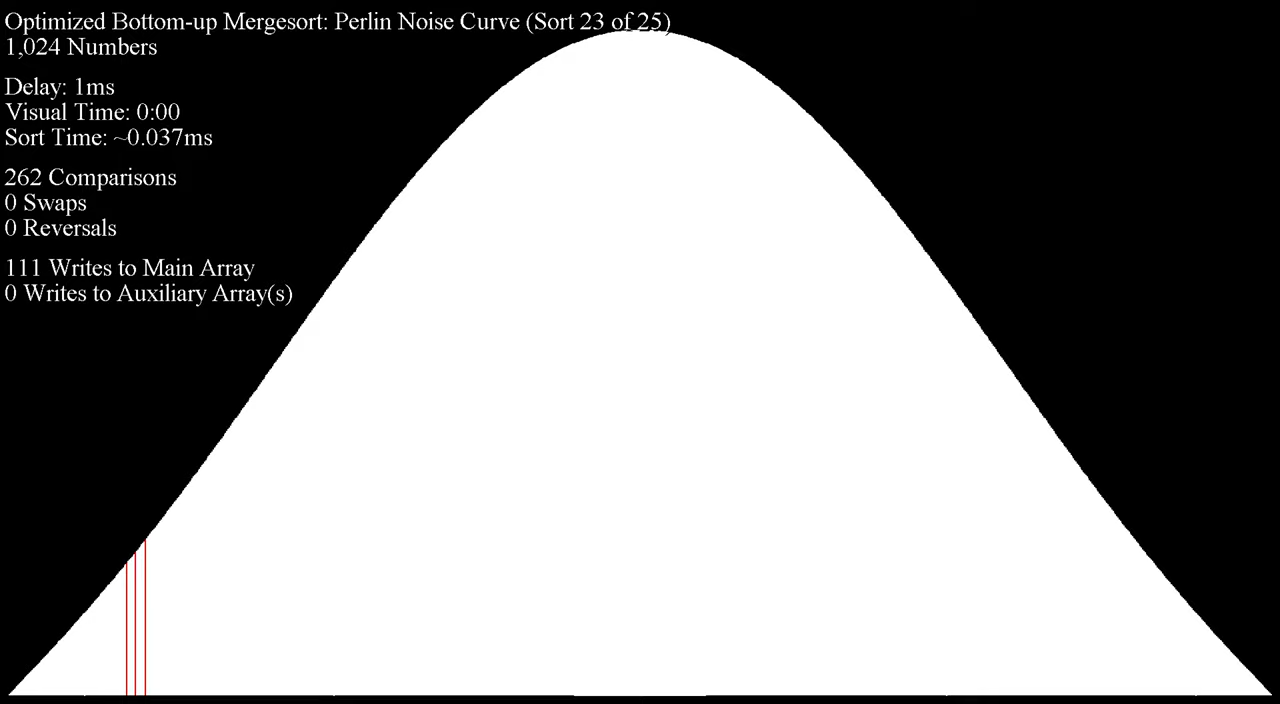 Optimized Bottom-up Mergesort: Perlin Noise Curve (Sort 23 of 25)
1,024 Numbers
Delay: 1ms
Visual Time: 0:00
Sort Time: ~0.037ms
262 Comparisons
0 Swaps
0 Reversals
111 Writes to Main Array
0 Writes to Auxiliary Array(s)